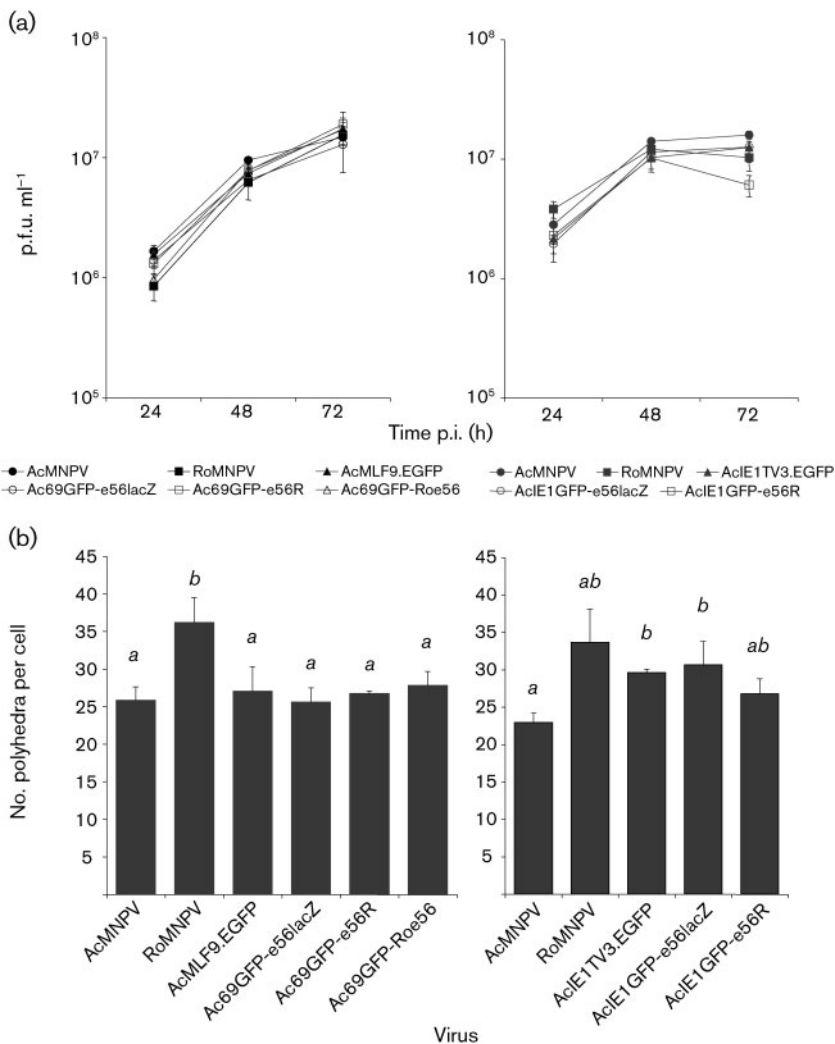 (a)
10⁸
10⁷
10⁶
10⁵
p.f.u. ml⁻¹
24 48 72
10⁸
10⁷
10⁶
10⁵
24 48 72
Time p.i. (h)
AcMNPV RoMNPV AcMLF9.EGFP
Ac69GFP-e56lacZ Ac69GFP-e56R Ac69GFP-Roe56
AcMNPV RoMNPV AcIE1TV3.EGFP
AcIE1GFP-e56lacZ AcIE1GFP-e56R
(b)
No. polyhedra per cell
45
40
35
30
25
20
15
10
5
a b a a a a
AcMNPV
RoMNPV
AcMLF9.EGFP
Ac69GFP-e56lacZ
Ac69GFP-e56R
Ac69GFP-Roe56
45
40
35
30
25
20
15
10
5
a ab b b ab
AcMNPV
RoMNPV
AcIE1TV3.EGFP
AcIE1GFP-e56lacZ
AcIE1GFP-e56R
Virus